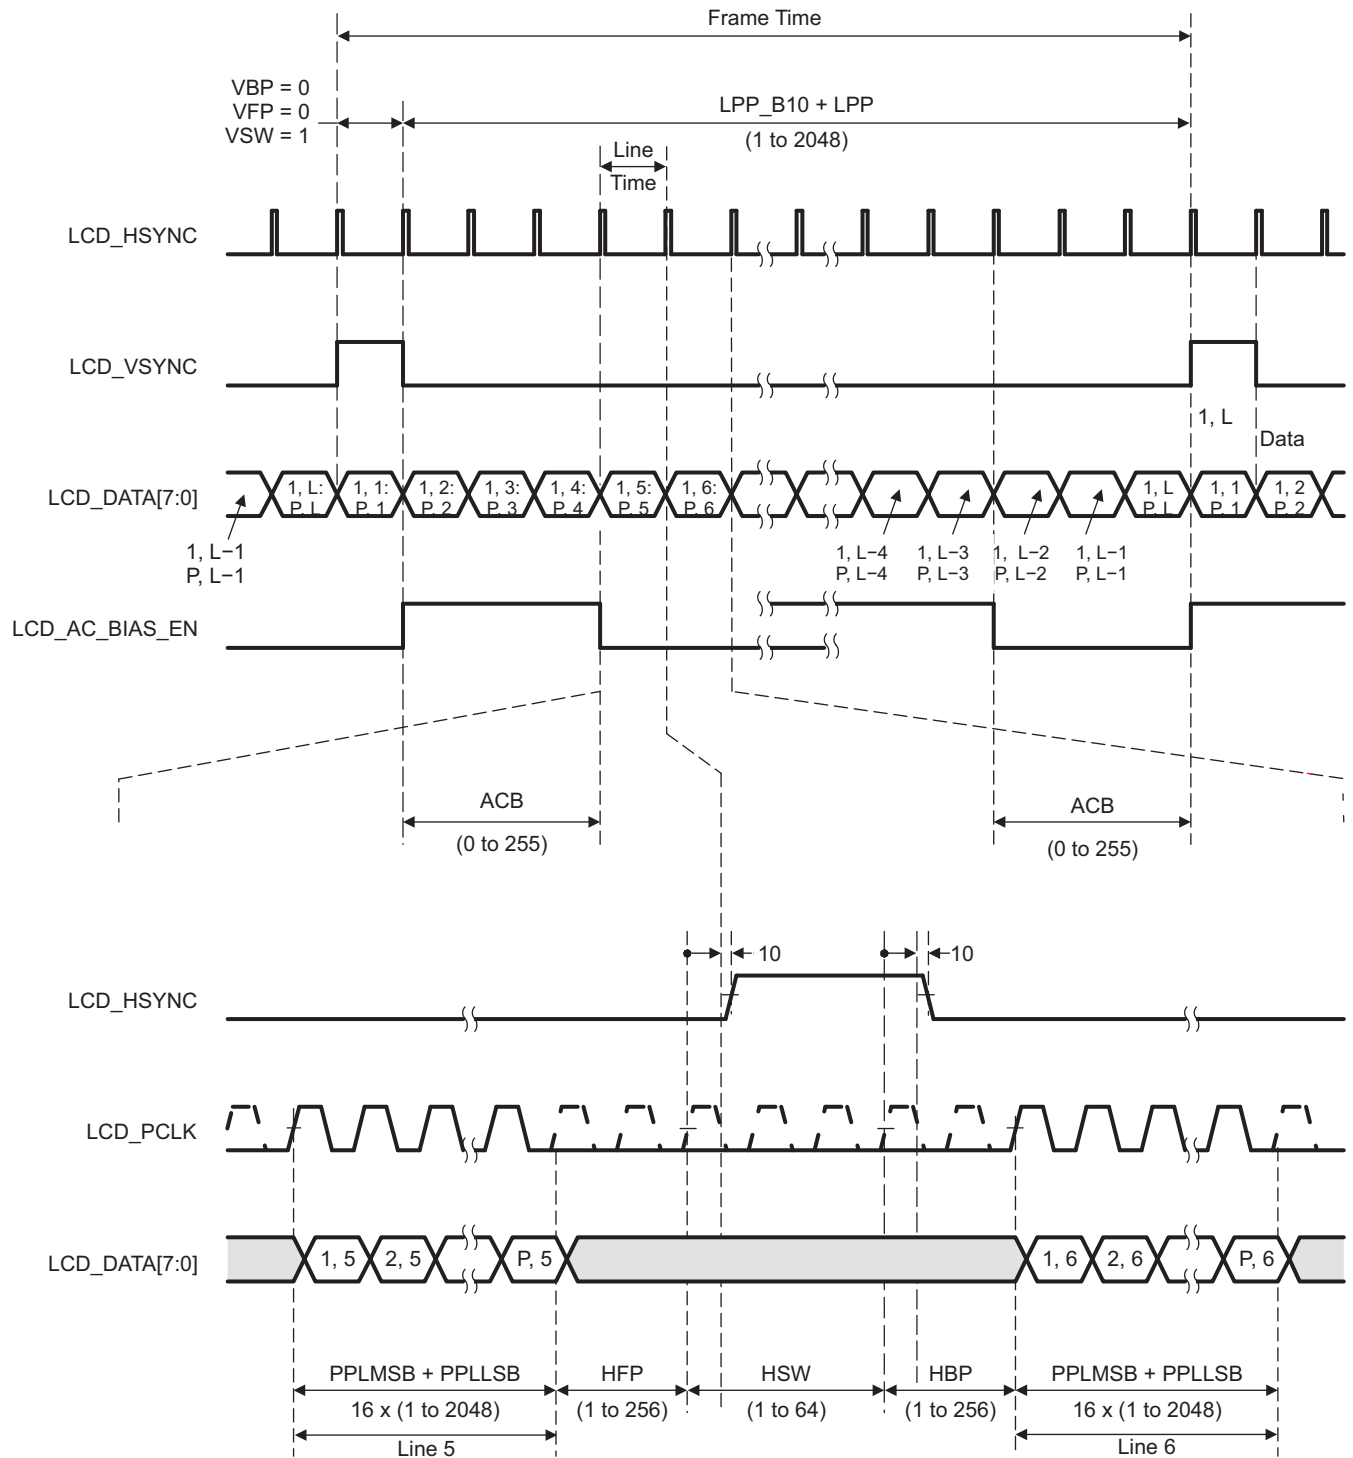 Frame Time
VBP = 0
VFP = 0
VSW = 1
LPP_B10 + LPP
(1 to 2048)
Line
Time
LCD_HSYNC
LCD_VSYNC
1, L
Data
LCD_DATA[7:0]
1, L: 1, 1: 1, 2: 1, 3: 1, 4: 1, 5: 1, 6: 1, L 1, 1 1, 2
P, L P, 1 P, 2 P, 3 P, 4 P, 5 P, 6 P, L P, 1 P, 2
1, L−1 1, L−4 1, L−3 1, L−2 1, L−1
P, L−1 P, L−4 P, L−3 P, L−2 P, L−1
LCD_AC_BIAS_EN
ACB ACB
(0 to 255) (0 to 255)
10 10
LCD_HSYNC
LCD_PCLK
LCD_DATA[7:0]
1, 5 2, 5 P, 5 1, 6 2, 6 P, 6
PPLMSB + PPLLSB HFP HSW HBP PPLMSB + PPLLSB
16 x (1 to 2048) (1 to 256) (1 to 64) (1 to 256) 16 x (1 to 2048)
Line 5 Line 6